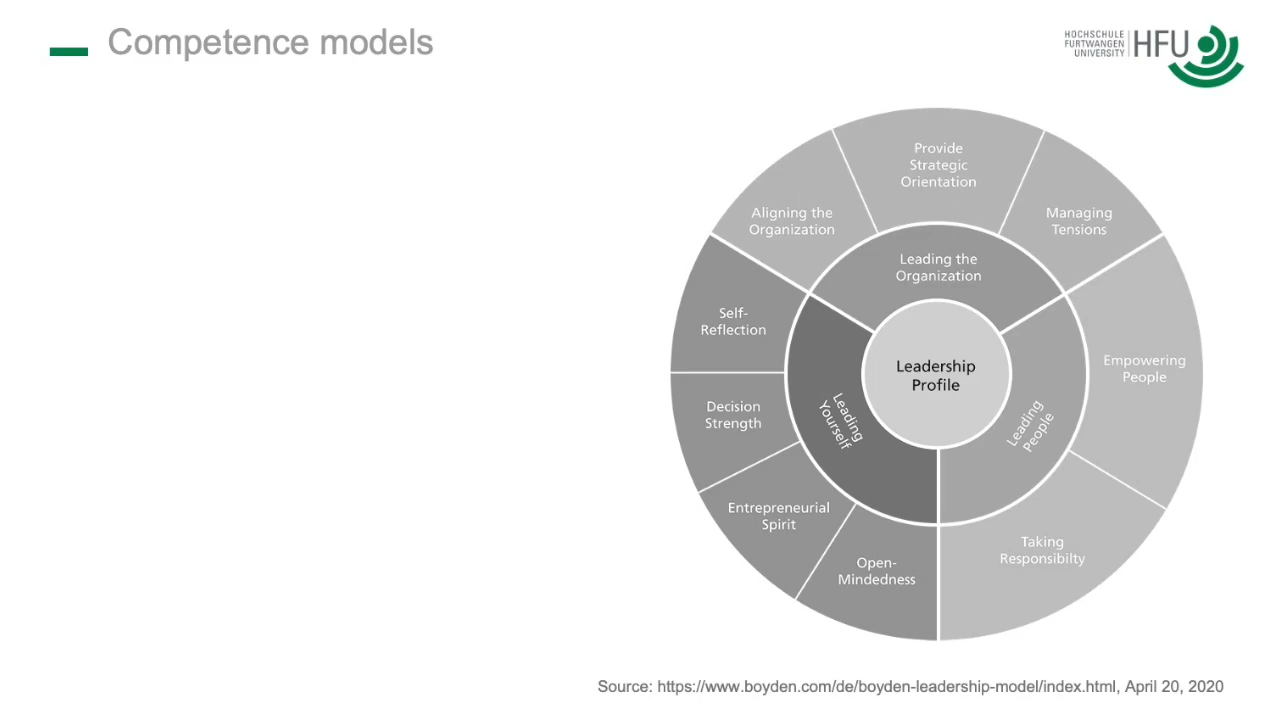 Competence models
HOCHSCHULE
FURTWANGEN
UNIVERSITY
HFU
Provide
Strategic
Orientation
Aligning the
Organization
Managing
Tensions
Leading the
Organization
Self-
Reflection
Empowering
People
Leadership
Profile
Decision
Strength
Leading
Yourself
Leading
People
Entrepreneurial
Spirit
Taking
Responsibilty
Open-
Mindedness
Source: https://www.boyden.com/de/boyden-leadership-model/index.html, April 20, 2020